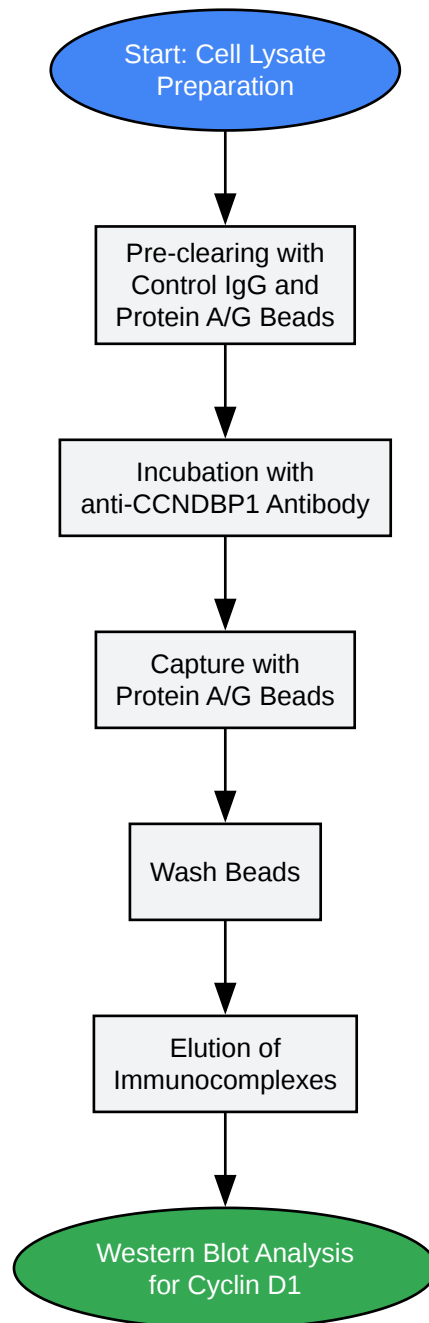 Start: Cell Lysate
Preparation
Pre-clearing with
Control IgG and
Protein A/G Beads
Incubation with
anti-CCNDBP1 Antibody
Capture with
Protein A/G Beads
Wash Beads
Elution of
Immunocomplexes
Western Blot Analysis
for Cyclin D1